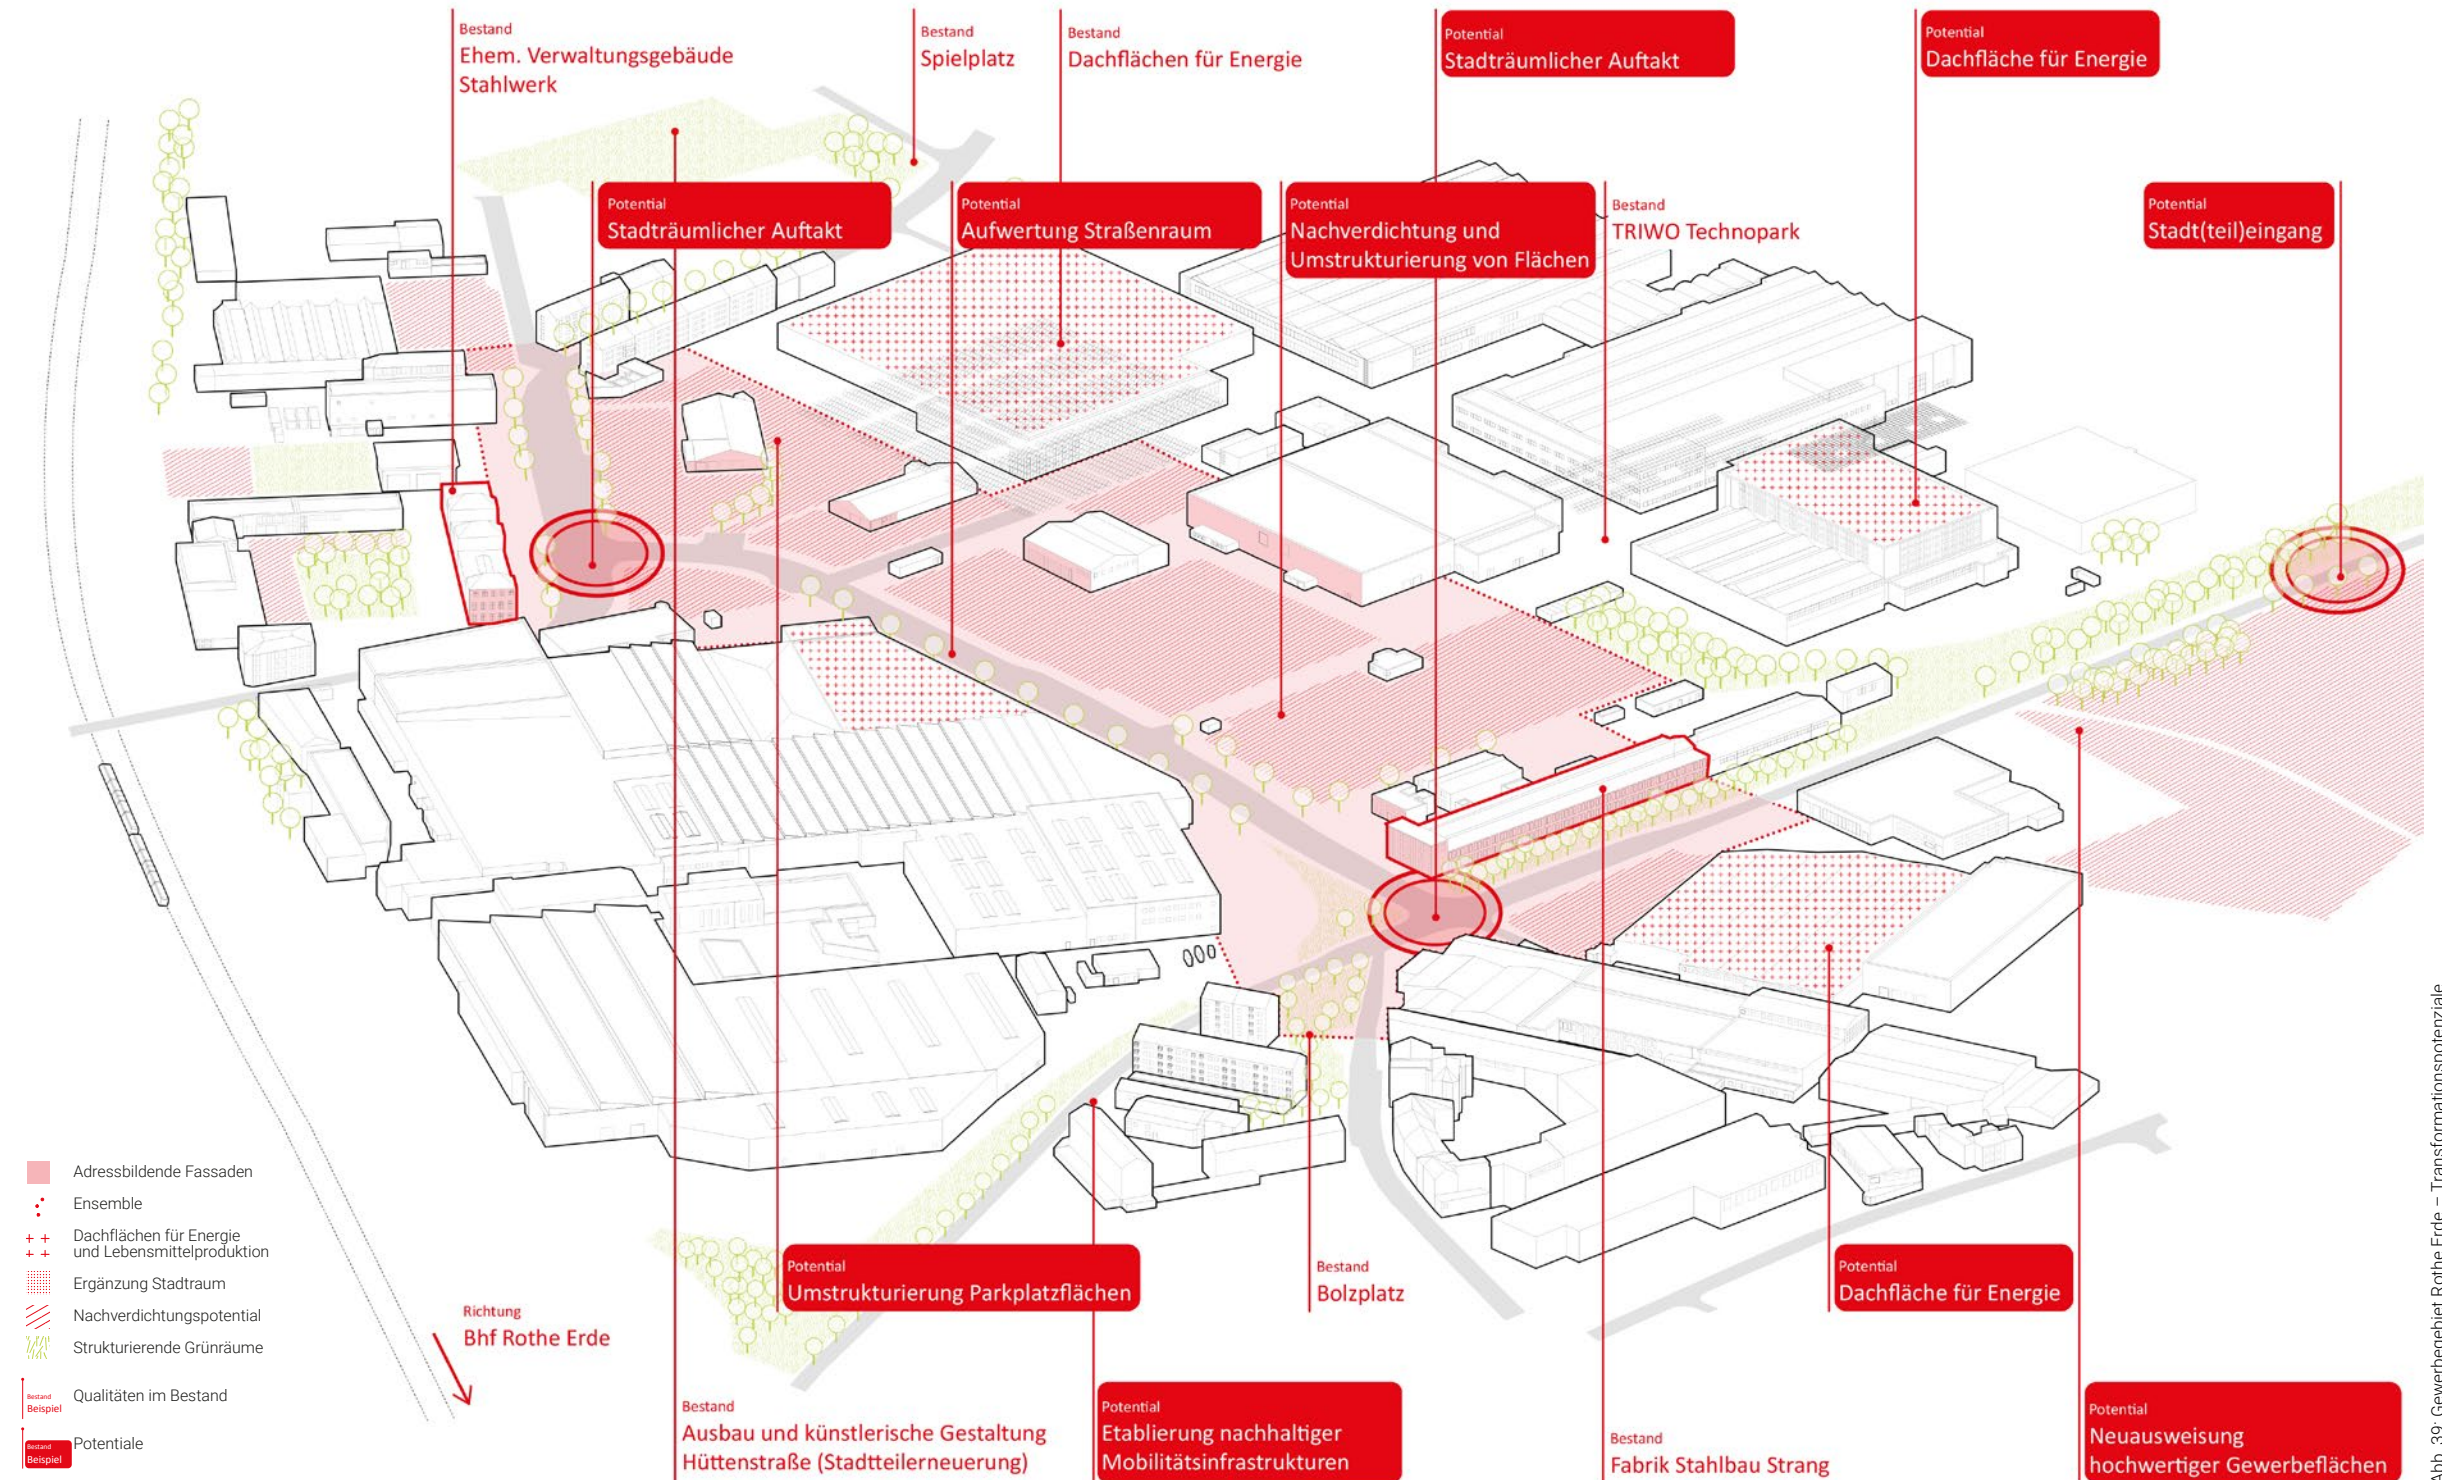 Bestand
Ehem. Verwaltungsgebäude
Stahlwerk
Bestand
Spielplatz
Bestand
Dachflächen für Energie
Potential
Stadträumlicher Auftakt
Potential
Dachfläche für Energie
Potential
Stadträumlicher Auftakt
Potential
Aufwertung Straßenraum
Potential
Nachverdichtung und
Umstrukturierung von Flächen
Bestand
TRIWO Technopark
Potential
Stadt(teil)eingang
Adressbildende Fassaden
Ensemble
Dachflächen für Energie
und Lebensmittelproduktion
Ergänzung Stadtraum
Nachverdichtungspotential
Strukturierende Grünräume
Bestand
Beispiel
Qualitäten im Bestand
Bestand
Beispiel
Potentiale
Richtung
Bhf Rothe Erde
Potential
Umstrukturierung Parkplatzflächen
Bestand
Bolzplatz
Potential
Dachfläche für Energie
Bestand
Ausbau und künstlerische Gestaltung
Hüttenstraße (Stadtteilerneuerung)
Potential
Etablierung nachhaltiger
Mobilitätsinfrastrukturen
Bestand
Fabrik Stahlbau Strang
Potential
Neuausweisung
hochwertiger Gewerbeflächen
Abb. 39: Gewerbegebiet Rothe Erde – Transformationspotenziale